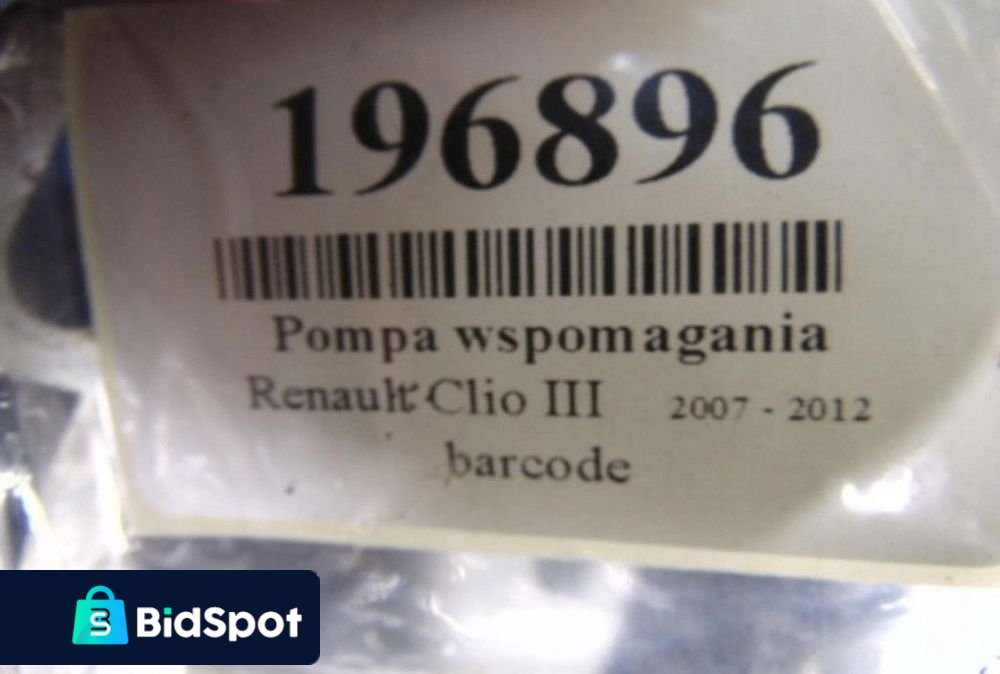 196896
Pompa wspomagania
Renault Clio III 2007 - 2012
barcode
BidSpot